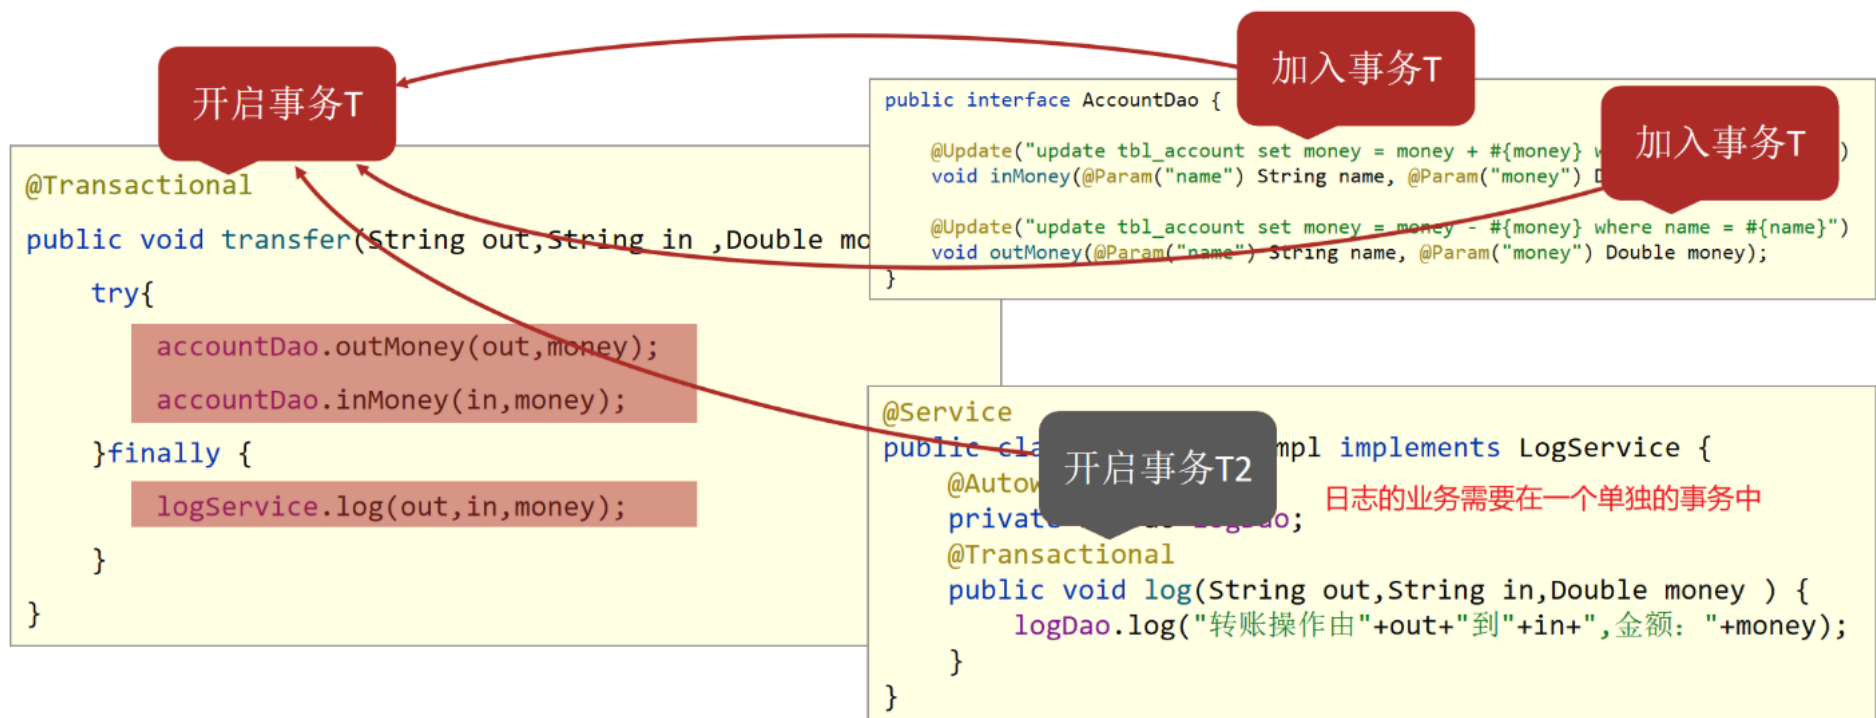 开启事务T
@Transactional
public void transfer(String out,String in ,Double mo
try{
accountDao.outMoney(out,money);
accountDao.inMoney(in,money);
}finally {
logService.log(out,in,money);
}
}
加入事务T
加入事务T
public interface AccountDao {
@Update("update tbl_account set money = money + #{money} w )
void inMoney(@Param("name") String name, @Param("money") D
@Update("update tbl_account set money = money - #{money} where name = #{name}")
void outMoney(@Param("name") String name, @Param("money") Double money);
}
开启事务T2
@Service
public cla mpl implements LogService {
@Autow
日志的业务需要在一个单独的事务中
private
@Transactional
public void log(String out,String in,Double money ) {
logDao.log("转账操作由"+out+"到"+in+",金额: "+money);
}
}